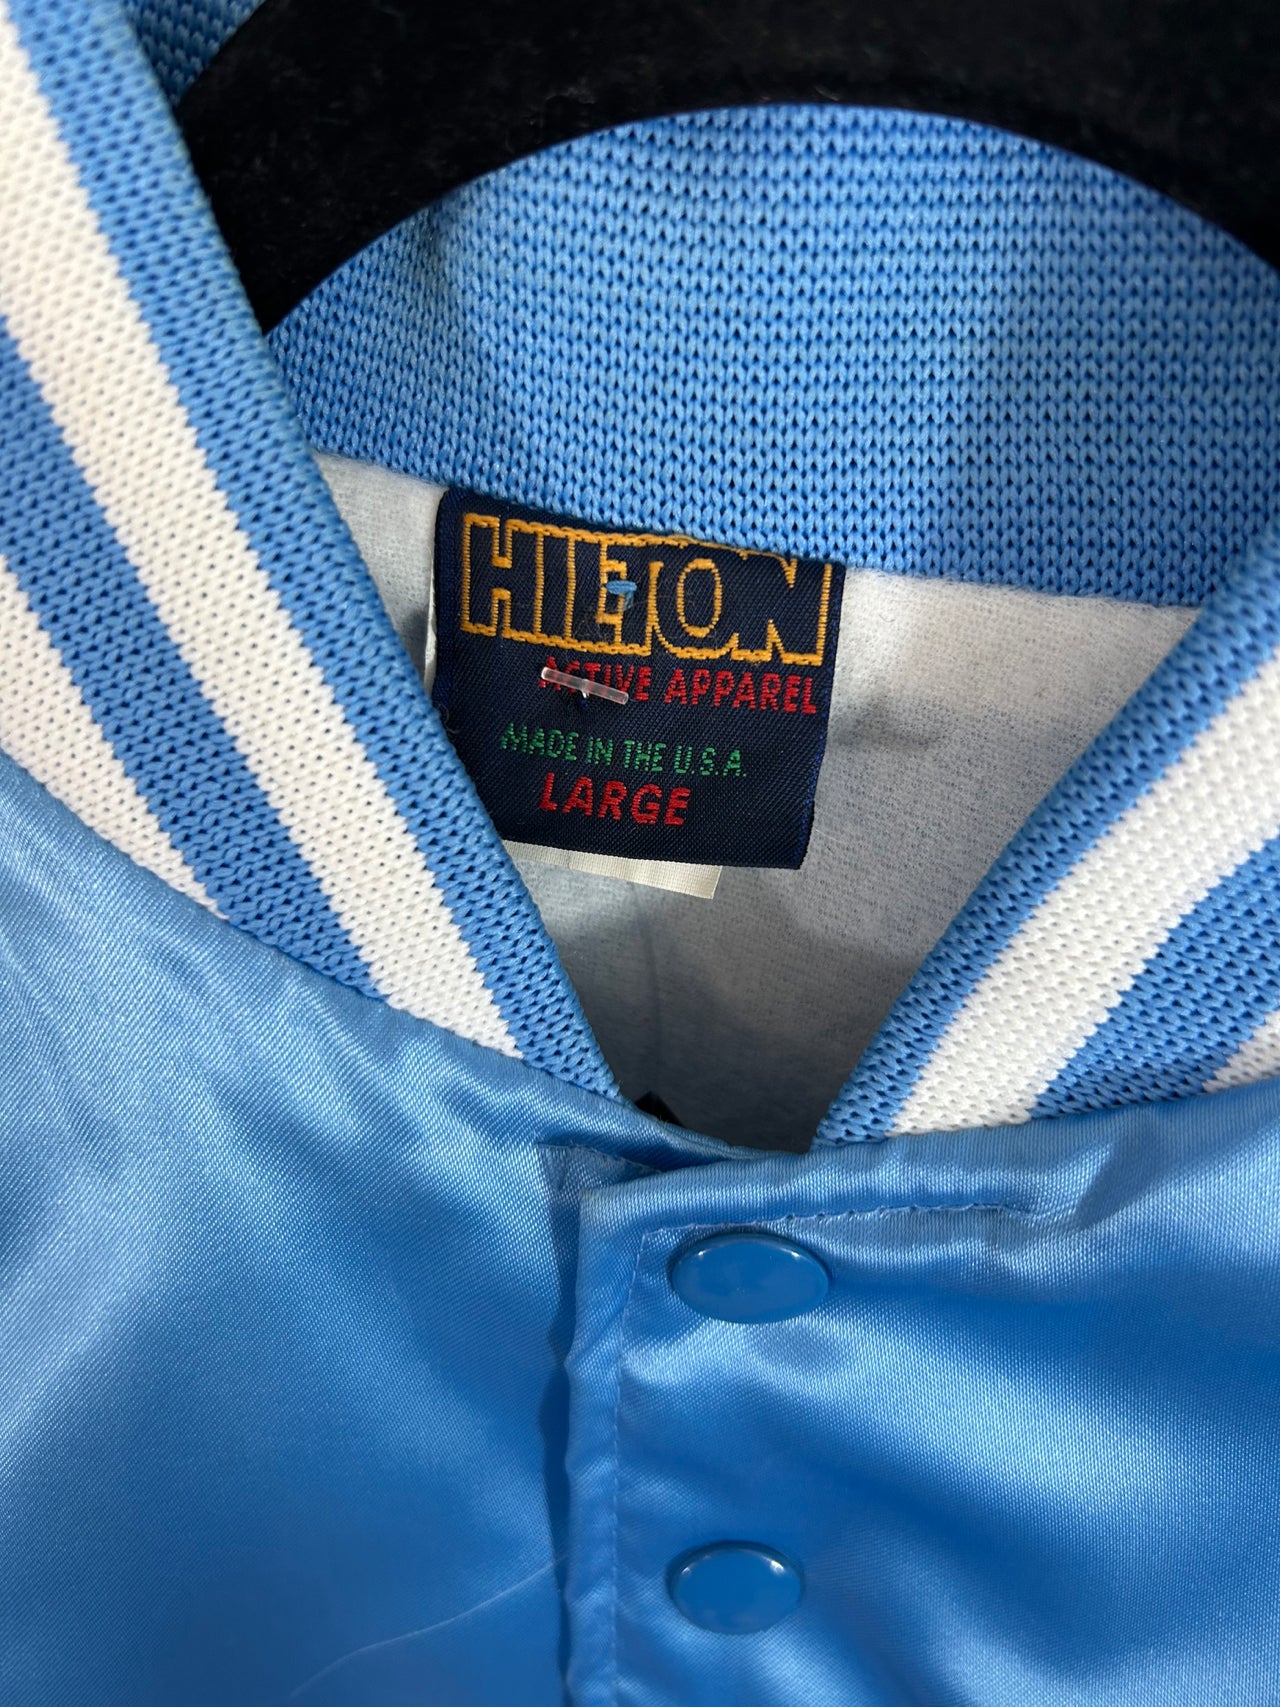 HILTON
ACTIVE APPAREL
MADE IN THE U.S.A.
LARGE